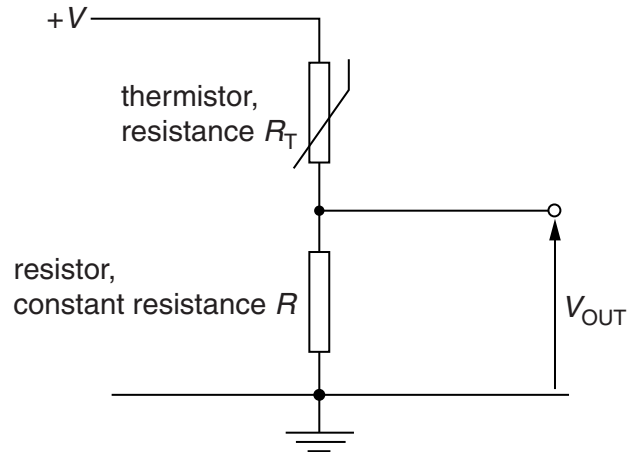 +V
thermistor,
resistance R_T
resistor,
constant resistance R
V_OUT